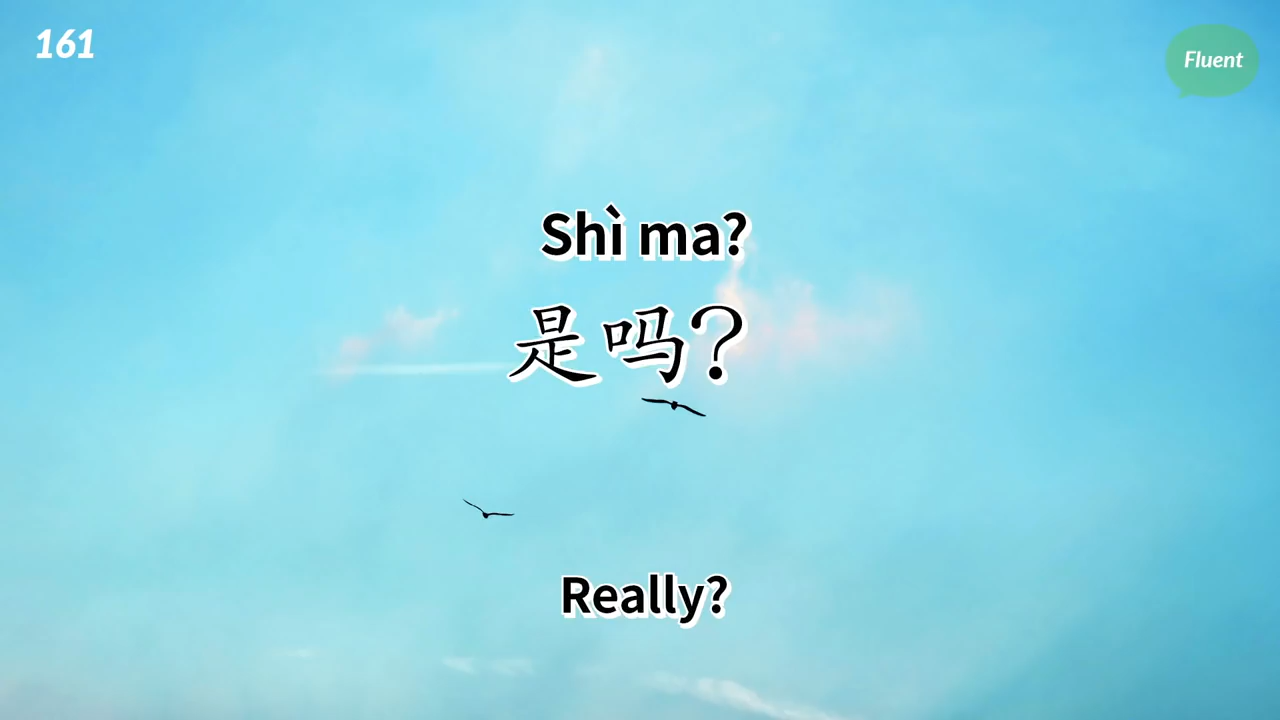 161
Fluent
Shì ma?
是吗？
Really?